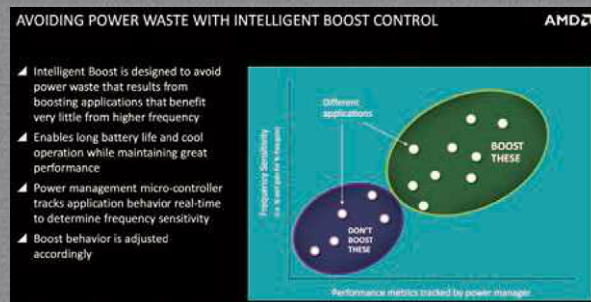 AVOIDING POWER WASTE WITH INTELLIGENT BOOST CONTROL
AMD
Intelligent Boost is designed to avoid
power waste that results from
boosting applications that benefit
very little from higher frequency
Enables long battery life and cool
operation while maintaining great
performance
Power management micro-controller
tracks application behavior real-time
to determine frequency sensitivity
Boost behavior is adjusted
accordingly
Different
applications
BOOST
THESE
DON'T
BOOST
THESE
Frequency Sensitivity
Performance metrics tracked by power manager